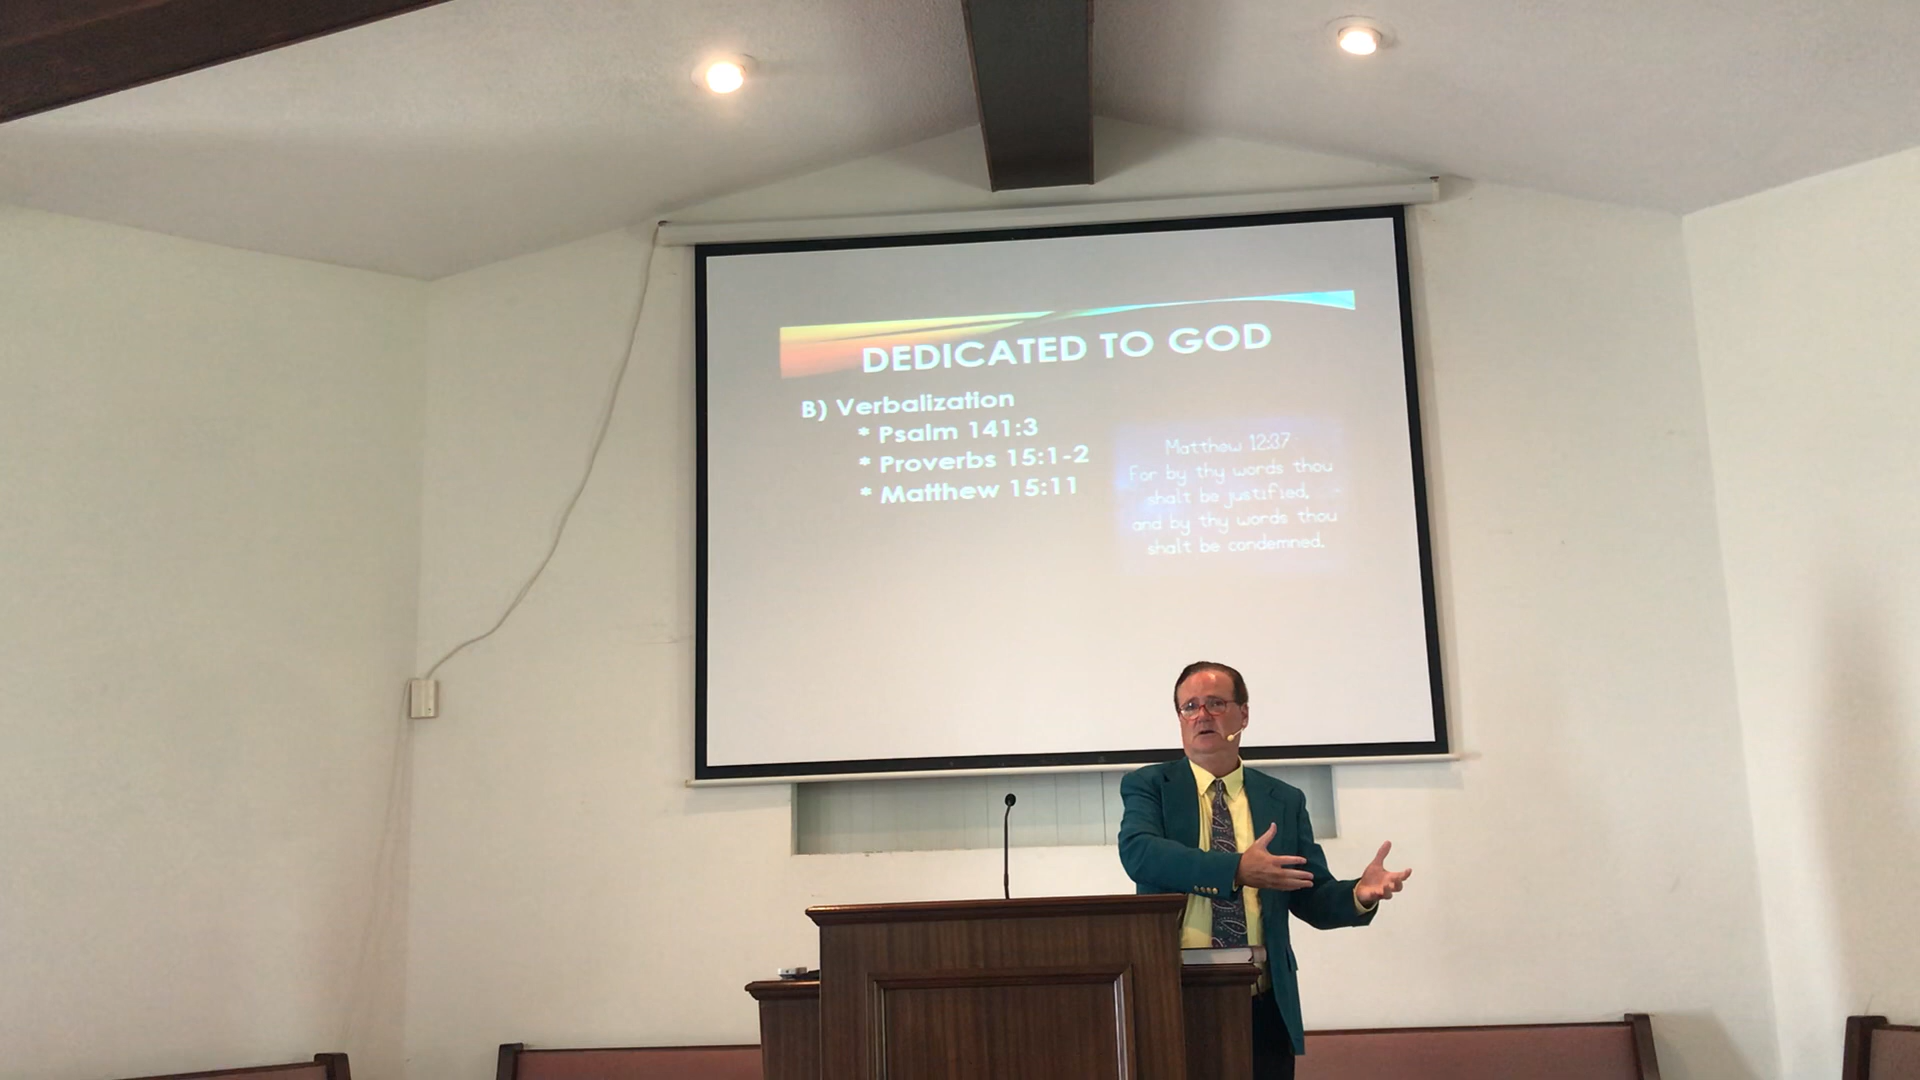 DEDICATED TO GOD
B) Verbalization
* Psalm 141:3
* Proverbs 15:1-2
* Matthew 15:11
Matthew 12:37
For by thy words thou
shalt be justified,
and by thy words thou
shalt be condemned.